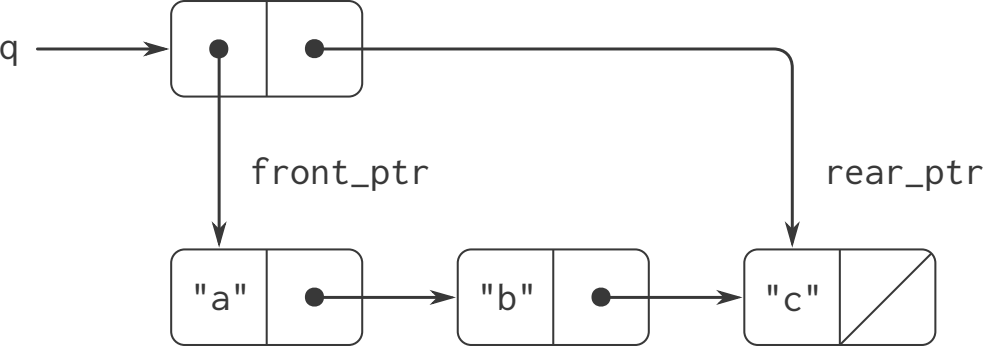 q
front_ptr
rear_ptr
"a"
"b"
"c"